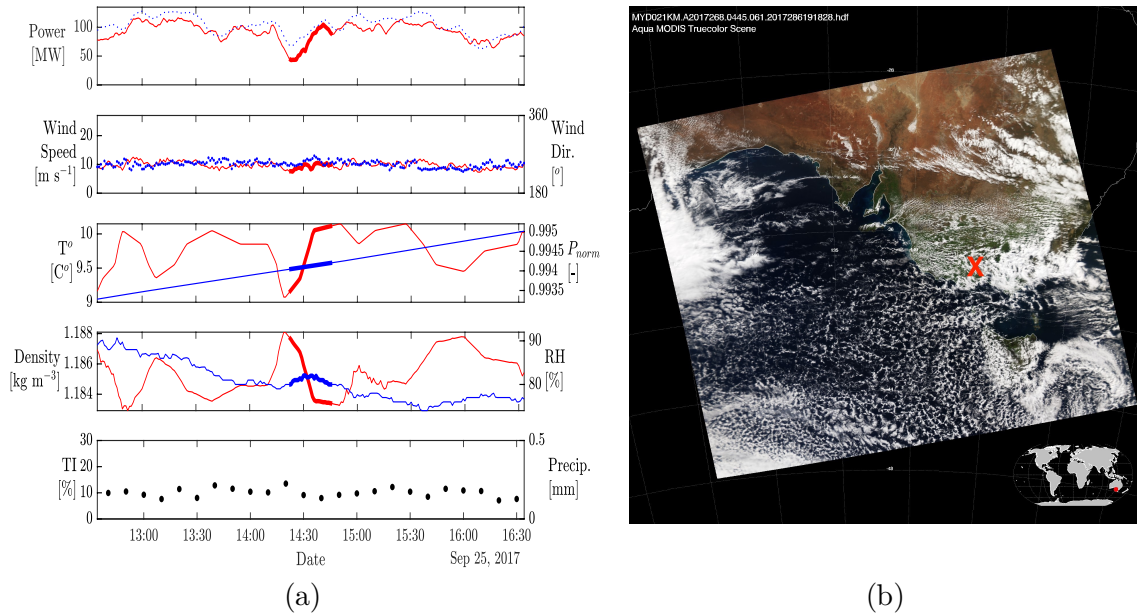 Power
[MW]
100
50
0
Wind
Speed
[m s⁻¹]
20
10
0
360
180
Wind
Dir.
[°]
T°
[C°]
10
9.5
9
0.995
0.9945
0.994
0.9935
P_norm
[-]
Density
[kg m⁻³]
1.188
1.186
1.184
90
80
RH
[%]
TI
[%]
30
20
10
0
0.5
0
Precip.
[mm]
13:00 13:30 14:00 14:30 15:00 15:30 16:00 16:30
Date
Sep 25, 2017
(a)
MYD021KM.A2017268.0445.061.2017286191828.hdf
Aqua MODIS Truecolor Scene
X
(b)